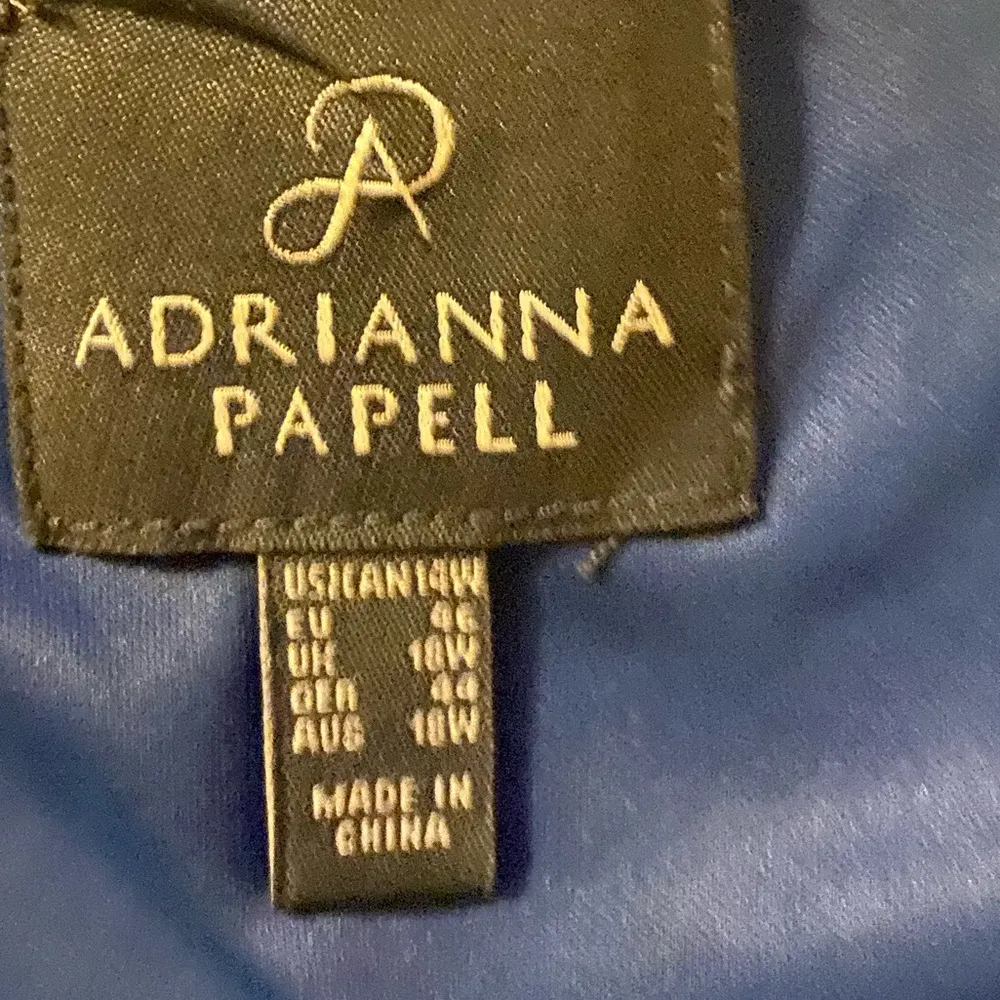 ADRIANNA
PAPELL
US/CAN 14W
EU 46
UK 18W
GER 44
AUS 18W
MADE IN
CHINA